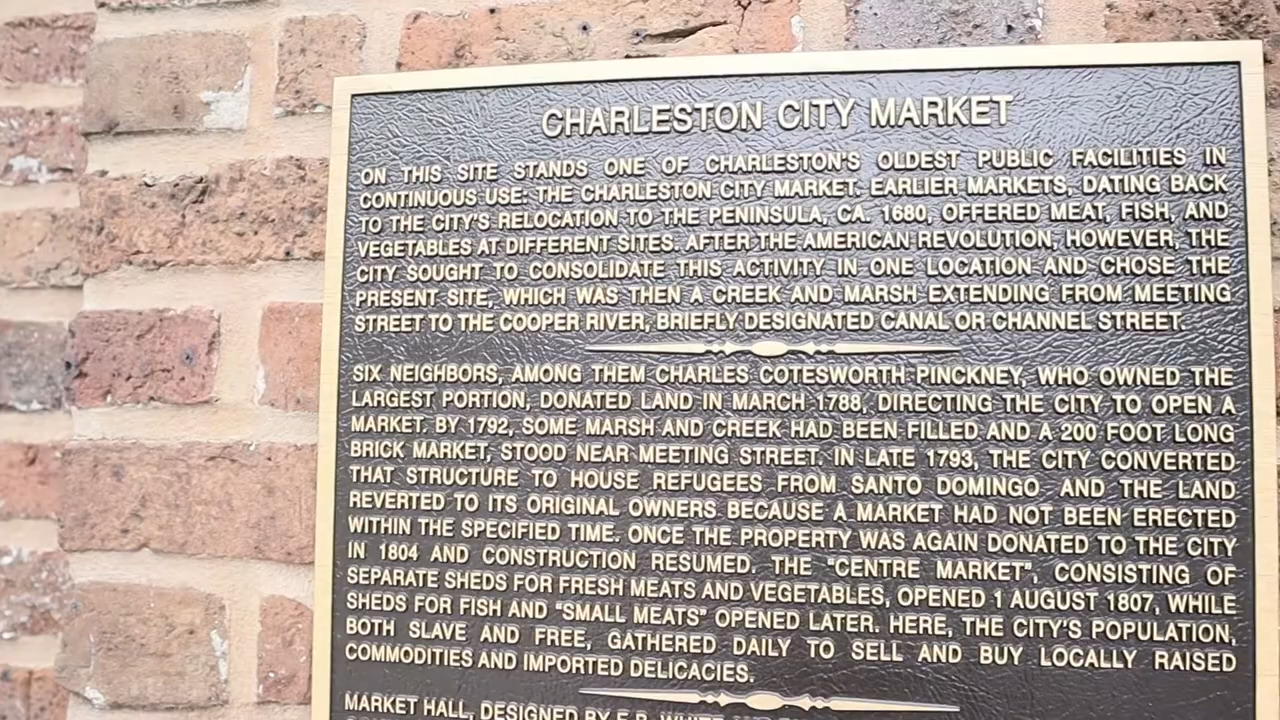 CHARLESTON CITY MARKET
ON THIS SITE STANDS ONE OF CHARLESTON'S OLDEST PUBLIC FACILITIES IN
CONTINUOUS USE: THE CHARLESTON CITY MARKET. EARLIER MARKETS, DATING BACK
TO THE CITY'S RELOCATION TO THE PENINSULA, CA. 1680, OFFERED MEAT, FISH, AND
VEGETABLES AT DIFFERENT SITES. AFTER THE AMERICAN REVOLUTION, HOWEVER, THE
CITY SOUGHT TO CONSOLIDATE THIS ACTIVITY IN ONE LOCATION AND CHOSE THE
PRESENT SITE, WHICH WAS THEN A CREEK AND MARSH EXTENDING FROM MEETING
STREET TO THE COOPER RIVER, BRIEFLY DESIGNATED CANAL OR CHANNEL STREET.
SIX NEIGHBORS, AMONG THEM CHARLES COTESWORTH PINCKNEY, WHO OWNED THE
LARGEST PORTION, DONATED LAND IN MARCH 1788, DIRECTING THE CITY TO OPEN A
MARKET. BY 1792, SOME MARSH AND CREEK HAD BEEN FILLED AND A 200 FOOT LONG
BRICK MARKET, STOOD NEAR MEETING STREET. IN LATE 1793, THE CITY CONVERTED
THAT STRUCTURE TO HOUSE REFUGEES FROM SANTO DOMINGO AND THE LAND
REVERTED TO ITS ORIGINAL OWNERS BECAUSE A MARKET HAD NOT BEEN ERECTED
WITHIN THE SPECIFIED TIME. ONCE THE PROPERTY WAS AGAIN DONATED TO THE CITY
IN 1804 AND CONSTRUCTION RESUMED. THE "CENTRE MARKET", CONSISTING OF
SEPARATE SHEDS FOR FRESH MEATS AND VEGETABLES, OPENED 1 AUGUST 1807, WHILE
SHEDS FOR FISH AND "SMALL MEATS" OPENED LATER. HERE, THE CITY'S POPULATION,
BOTH SLAVE AND FREE, GATHERED DAILY TO SELL AND BUY LOCALLY RAISED
COMMODITIES AND IMPORTED DELICACIES.
MARKET HALL, DESIGNED BY E.B. WHITE